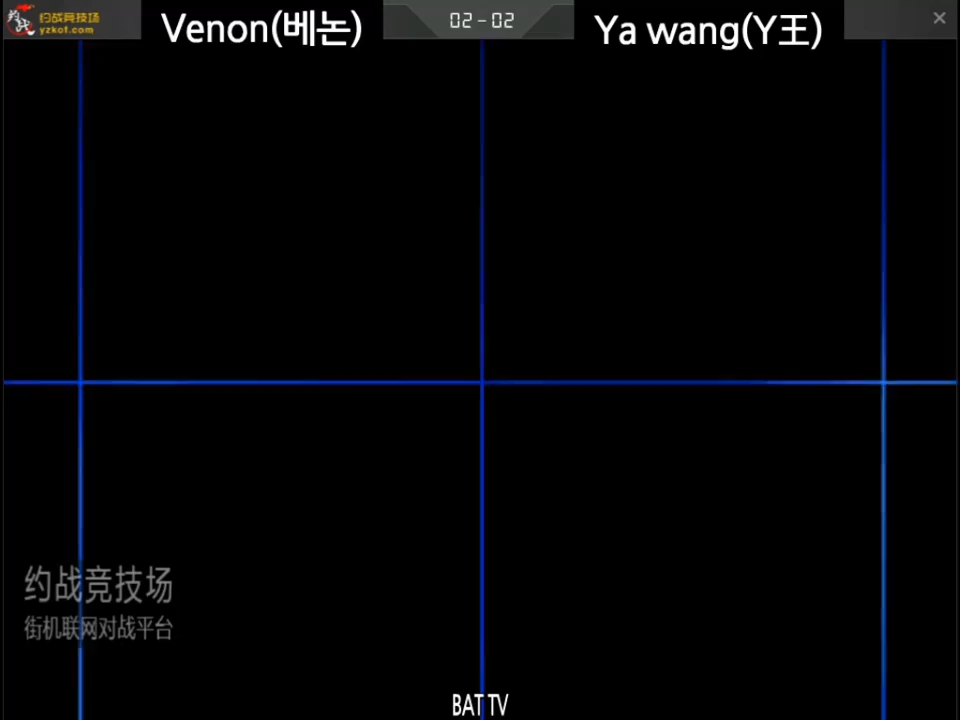 约战竞技场
yzkof.com
Venon(베논)
02-02
Ya wang(Y王)
约战竞技场
街机联网对战平台
BAT TV